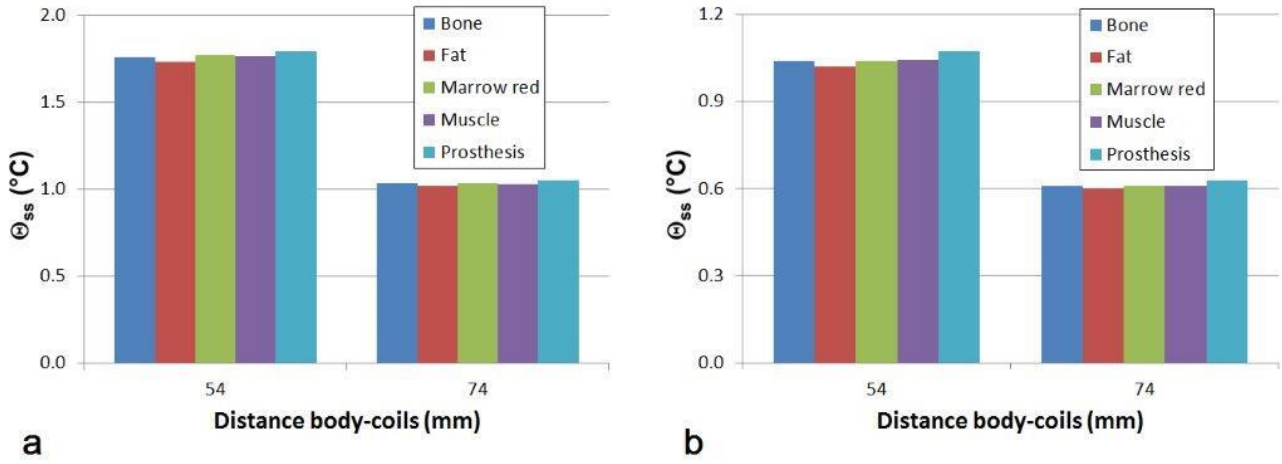 2.0
1.5
1.0
0.5
0.0
Θss (°C)
Bone
Fat
Marrow red
Muscle
Prosthesis
54
74
Distance body-coils (mm)
a
1.2
0.9
0.6
0.3
0.0
Θss (°C)
Bone
Fat
Marrow red
Muscle
Prosthesis
54
74
Distance body-coils (mm)
b